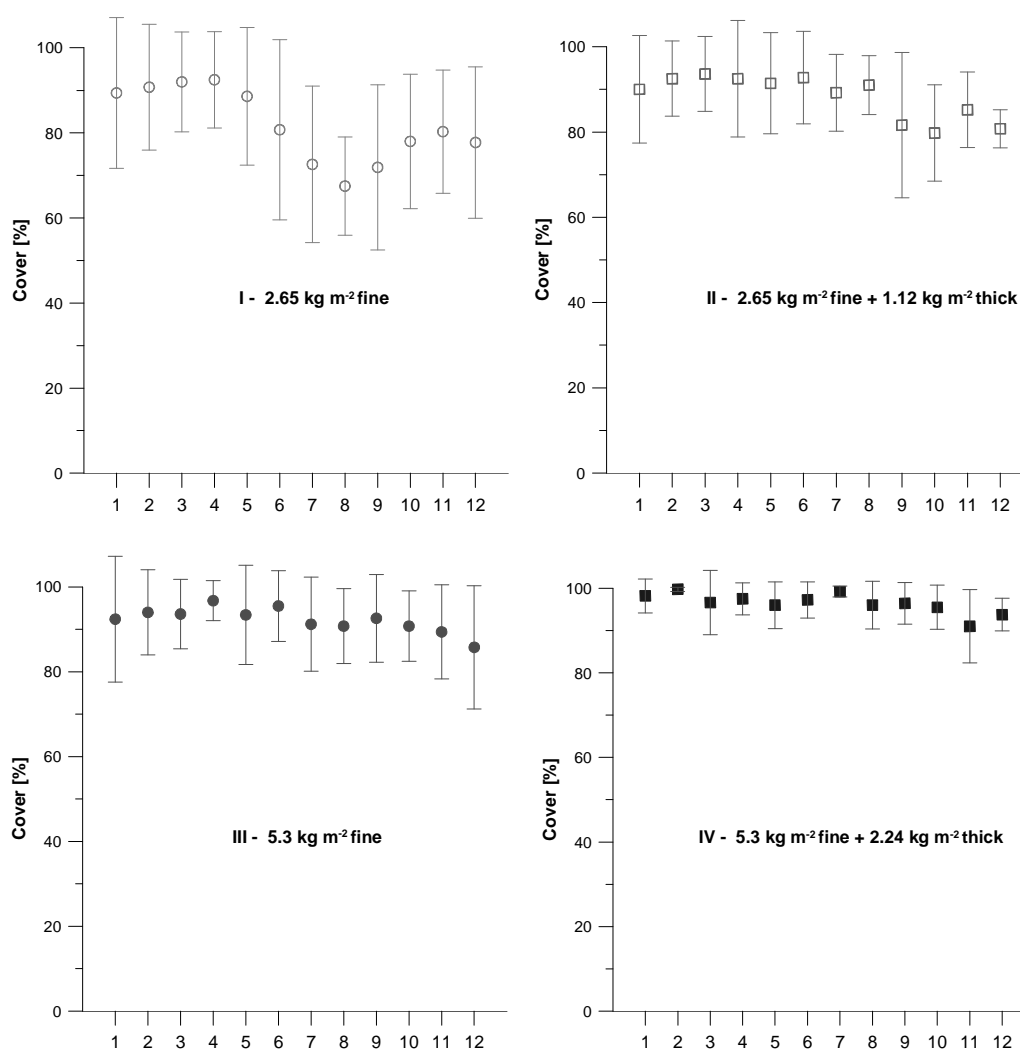 100
80
60
40
20
0
Cover [%]
I - 2.65 kg m-2 fine
1 2 3 4 5 6 7 8 9 10 11 12
100
80
60
40
20
0
Cover [%]
II - 2.65 kg m-2 fine + 1.12 kg m-2 thick
1 2 3 4 5 6 7 8 9 10 11 12
100
80
60
40
20
0
Cover [%]
III - 5.3 kg m-2 fine
1 2 3 4 5 6 7 8 9 10 11 12
100
80
60
40
20
0
Cover [%]
IV - 5.3 kg m-2 fine + 2.24 kg m-2 thick
1 2 3 4 5 6 7 8 9 10 11 12